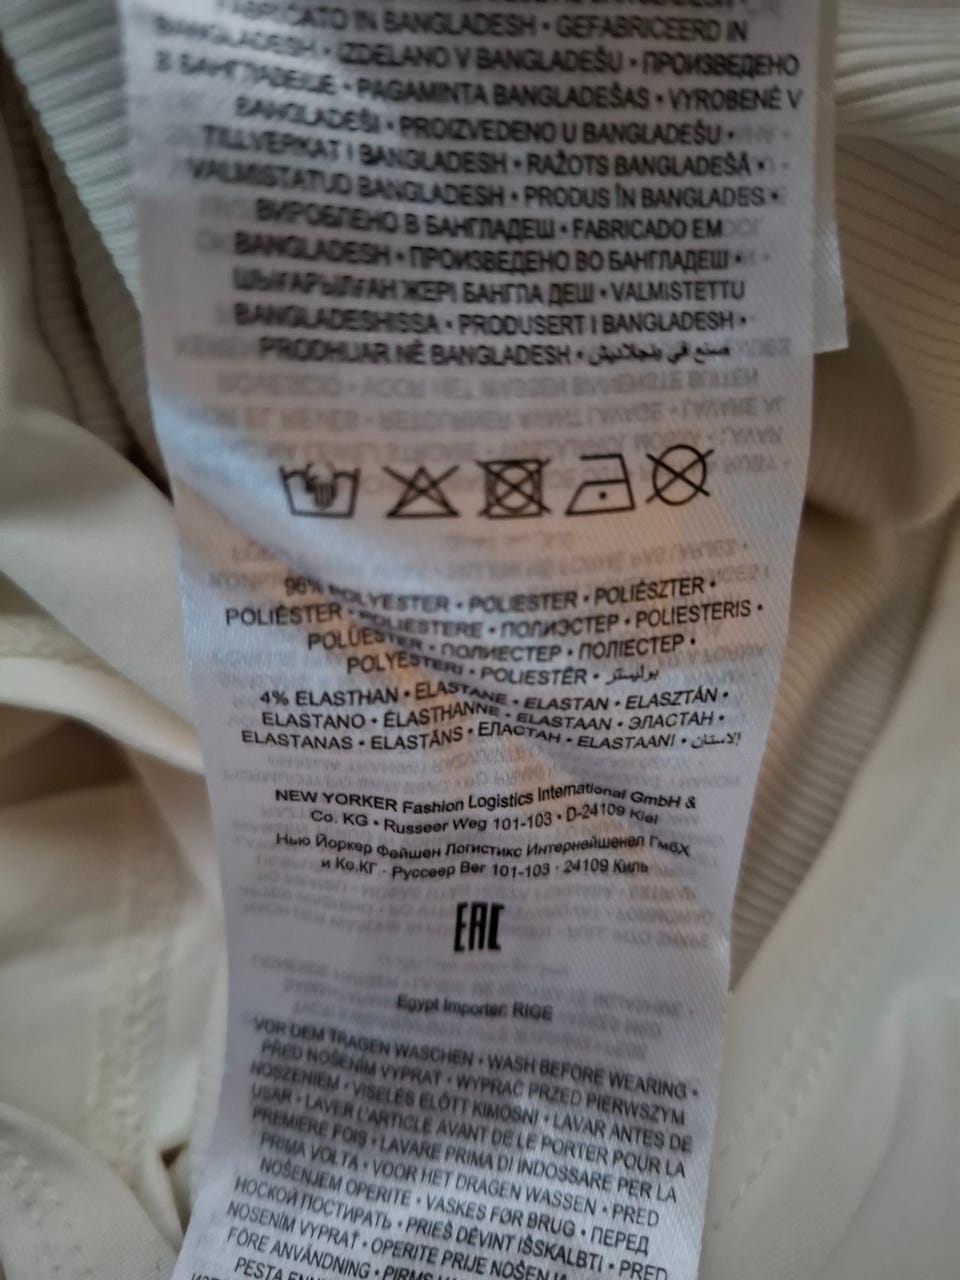 FABRICATO IN BANGLADESH • GEFABRICEERD IN
BANGLADESH • IZDELANO V BANGLADEŠU • ПРОИЗВЕДЕНО
В БАНГЛАДЕШЕ • PAGAMINTA BANGLADEŠAS • VYROBENÉ V
BANGLADEŠI • PROIZVEDENO U BANGLADEŠU •
TILLVERKAT I BANGLADESH • RAŽOTS BANGLADEŠĀ •
VALMISTATUD BANGLADESH • PRODUS ÎN BANGLADES •
ВИРОБЛЕНО В БАНГЛАДЕШ • FABRICADO EM
BANGLADESH • ПРОИЗВЕДЕНО ВО БАНГЛАДЕШ •
ШЫҒАРЫЛҒАН ЖЕРІ БАНГЛА ДЕШ • VALMISTETTU
BANGLADESHISSA • PRODUSERT I BANGLADESH •
PRODHUAR NË BANGLADESH • صنع في بنجلاديش
96% POLYESTER • POLIESTER • POLIÉSZTER •
POLIÉSTER • POLIESTERE • ПОЛИЭСТЕР • POLIESTERIS •
POLÜESTER • ПОЛИЕСТЕР • ПОЛІЕСТЕР •
POLYESTERI • POLIESTĒR • بوليستر
4% ELASTHAN • ELASTANE • ELASTAN • ELASZTÁN •
ELASTANO • ÉLASTHANNE • ELASTAAN • ЭЛАСТАН •
ELASTANAS • ELASTĀNS • ЕЛАСТАН • ELASTAANI • الاستان
NEW YORKER Fashion Logistics International GmbH &
Co. KG • Russeer Weg 101-103 • D-24109 Kiel
Нью Йоркер Фейшен Логистикс Интернейшенел Гмбх
и Ко.КГ · Руссеер Вег 101-103 · 24109 Киль
EAC
Egypt Importer: RIGE
VOR DEM TRAGEN WASCHEN • WASH BEFORE WEARING •
PŘED NOŠENÍM VYPRAT • WYPRAĆ PRZED PIERWSZYM
NOSZENIEM • VISELÉS ELŐTT KIMOSNI • LAVAR ANTES DE
USAR • LAVER L'ARTICLE AVANT DE LE PORTER POUR LA
PREMIÈRE FOIS • LAVARE PRIMA DI INDOSSARE PER LA
PRIMA VOLTA • VOOR HET DRAGEN WASSEN • PRED
NOŠENJEM OPERITE • VASKES FØR BRUG • ПЕРЕД
НОСКОЙ ПОСТИРАТЬ • PRIEŠ DĖVINT IŠSKALBTI • PRED
NOSENÍM VYPRAŤ • OPERITE PRIJE NOŠENJA
FÖRE ANVÄNDNING • PIRMS
PESTA